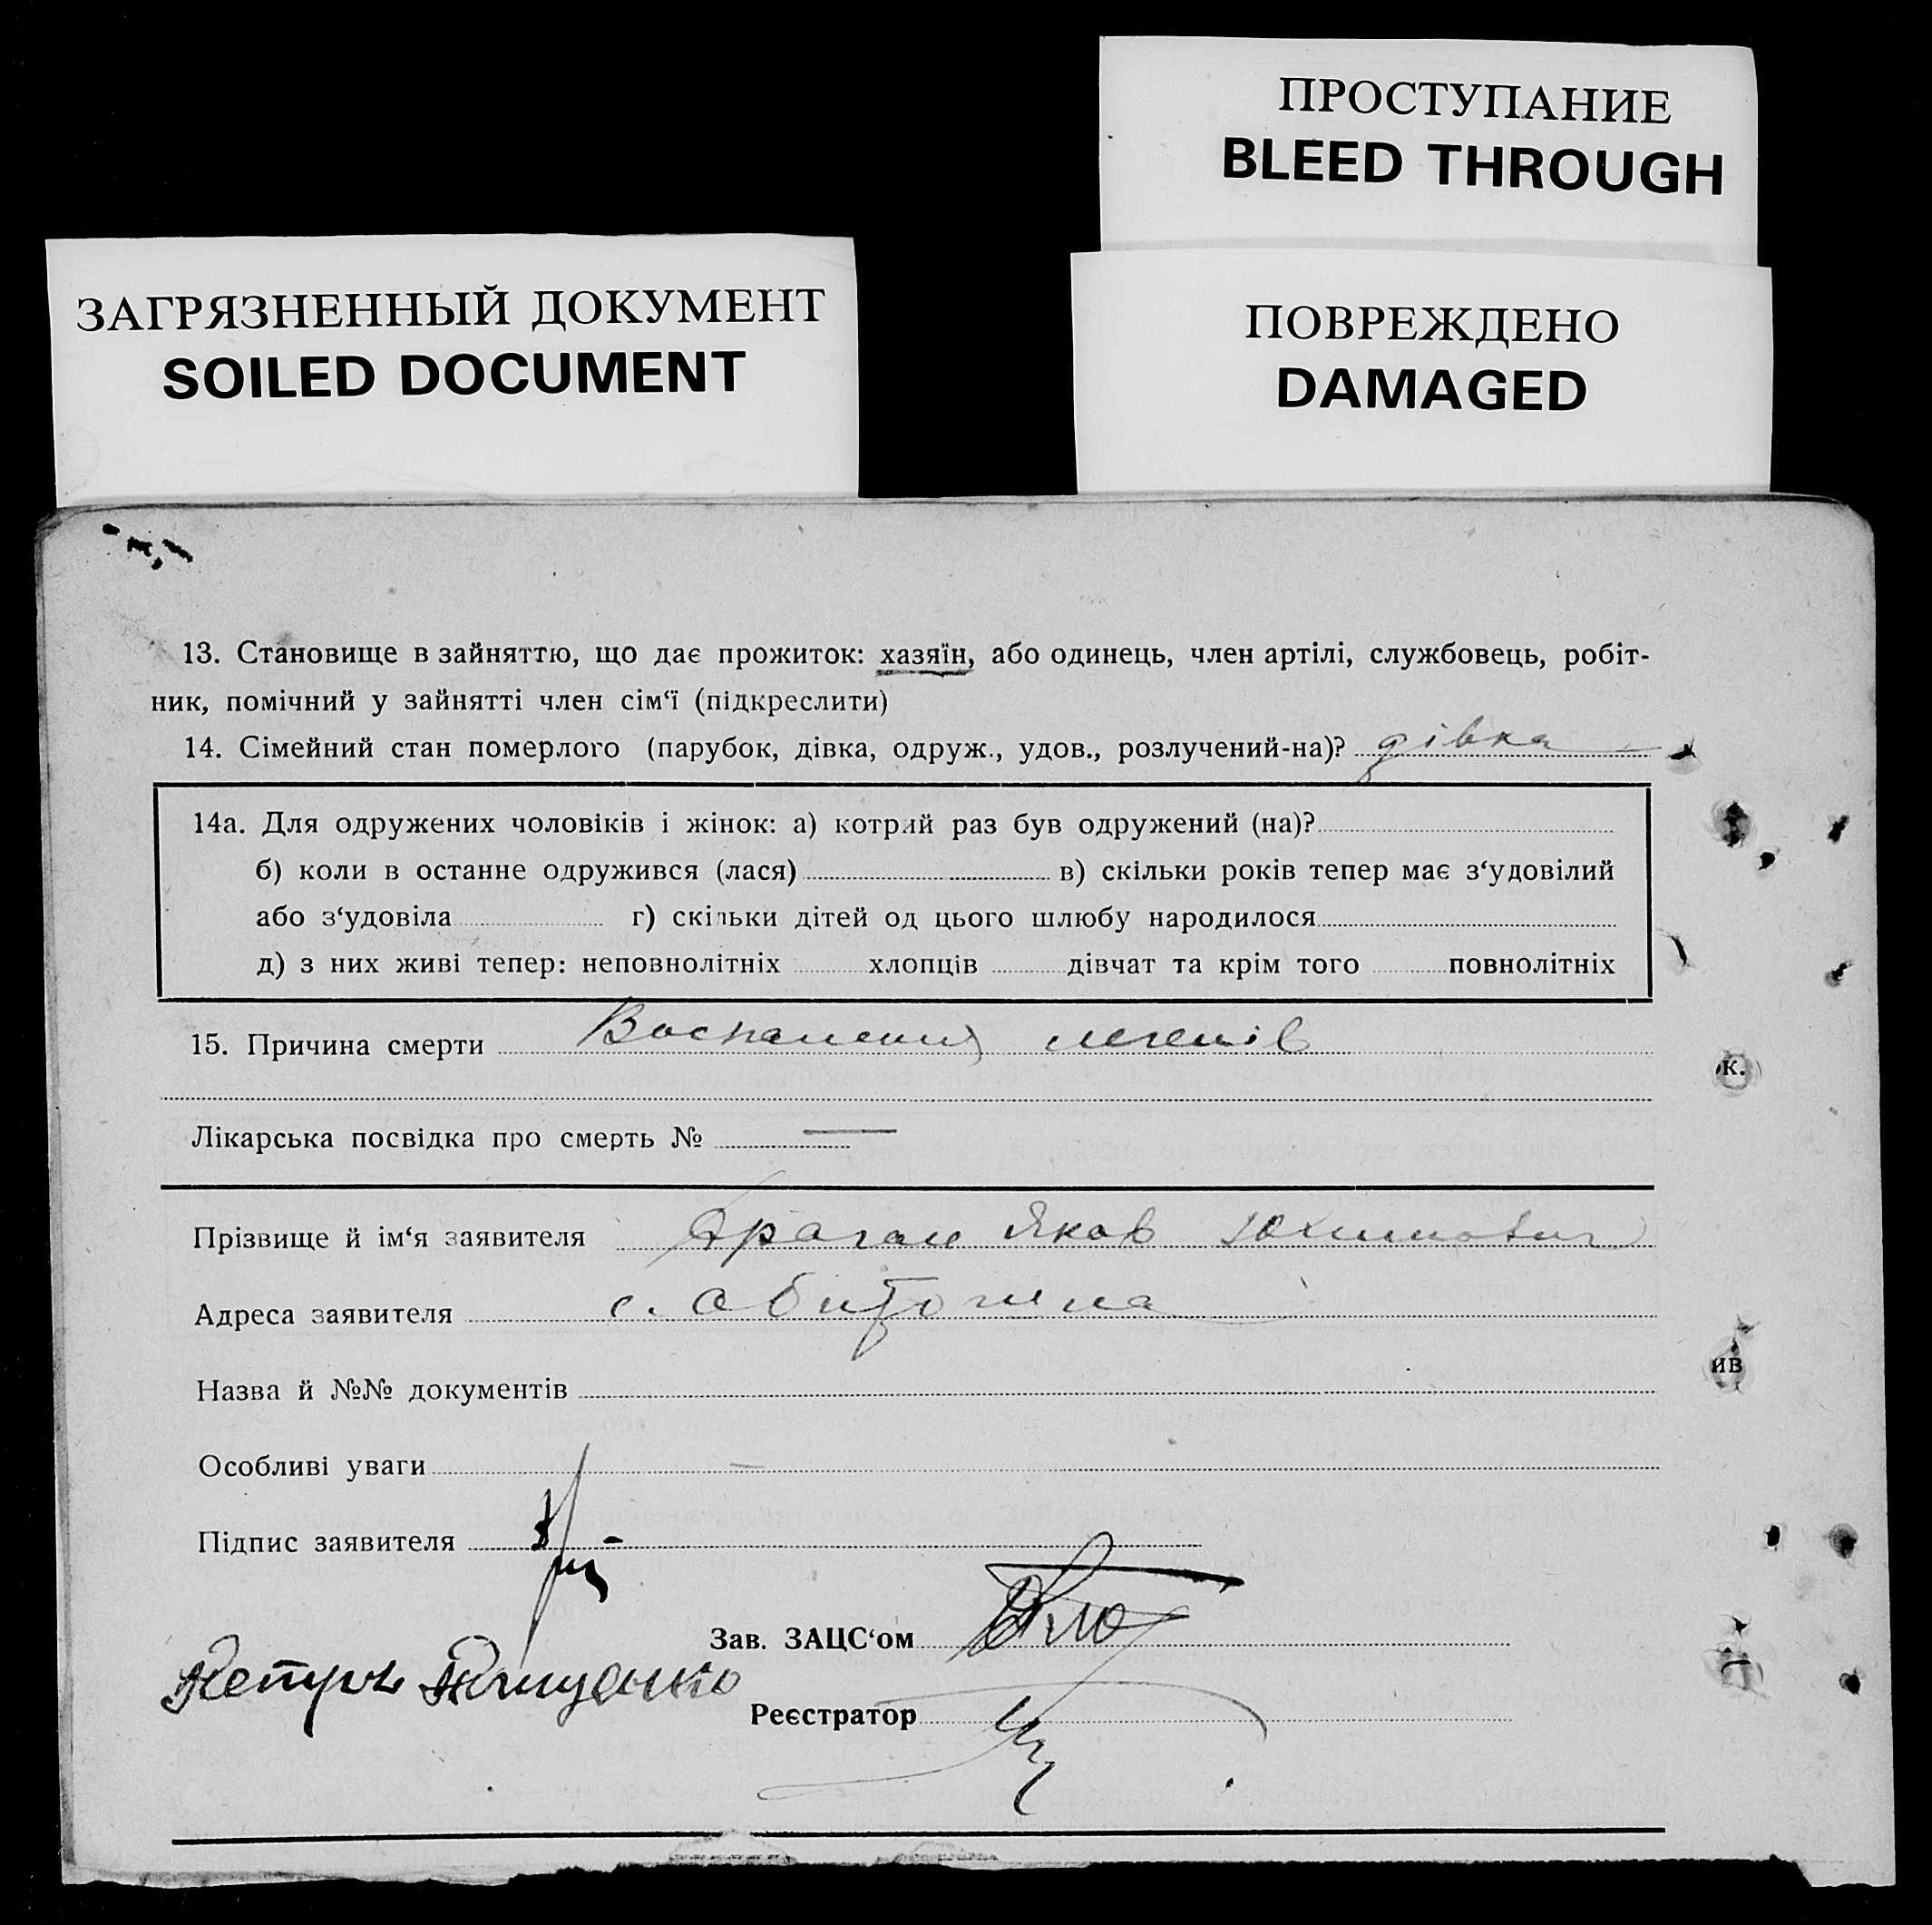 ПРОСТУПАНИЕ
BLEED THROUGH
ЗАГРЯЗНЕННЫЙ ДОКУМЕНТ
SOILED DOCUMENT
ПОВРЕЖДЕНО
DAMAGED
13. Становище в зайняттю, що дає прожиток: хазяїн, або одинець, член артілі, службовець, робіт-
ник, помічний у зайнятті член сім‘ї (підкреслити)
14. Сімейний стан померлого (парубок, дівка, одруж., удов., розлучений-на)? дівка
14а. Для одружених чоловіків і жінок: а) котрий раз був одружений (на)?
б) коли в останне одружився (лася) в) скільки років тепер має з‘удовілий
або з‘удовіла г) скільки дітей од цього шлюбу народилося
д) з них живі тепер: неповнолітніх хлопців дівчат та крім того повнолітніх
15. Причина смерти Воспаления легенів
ок.
Лікарська посвідка про смерть № —
Прізвище й ім‘я заявителя Яков Юхимович
Адреса заявителя с. Обиточна
ив
Назва й №№ документів
Особливі уваги —
Підпис заявителя
Зав. ЗАЦС‘ом
Реєстратор